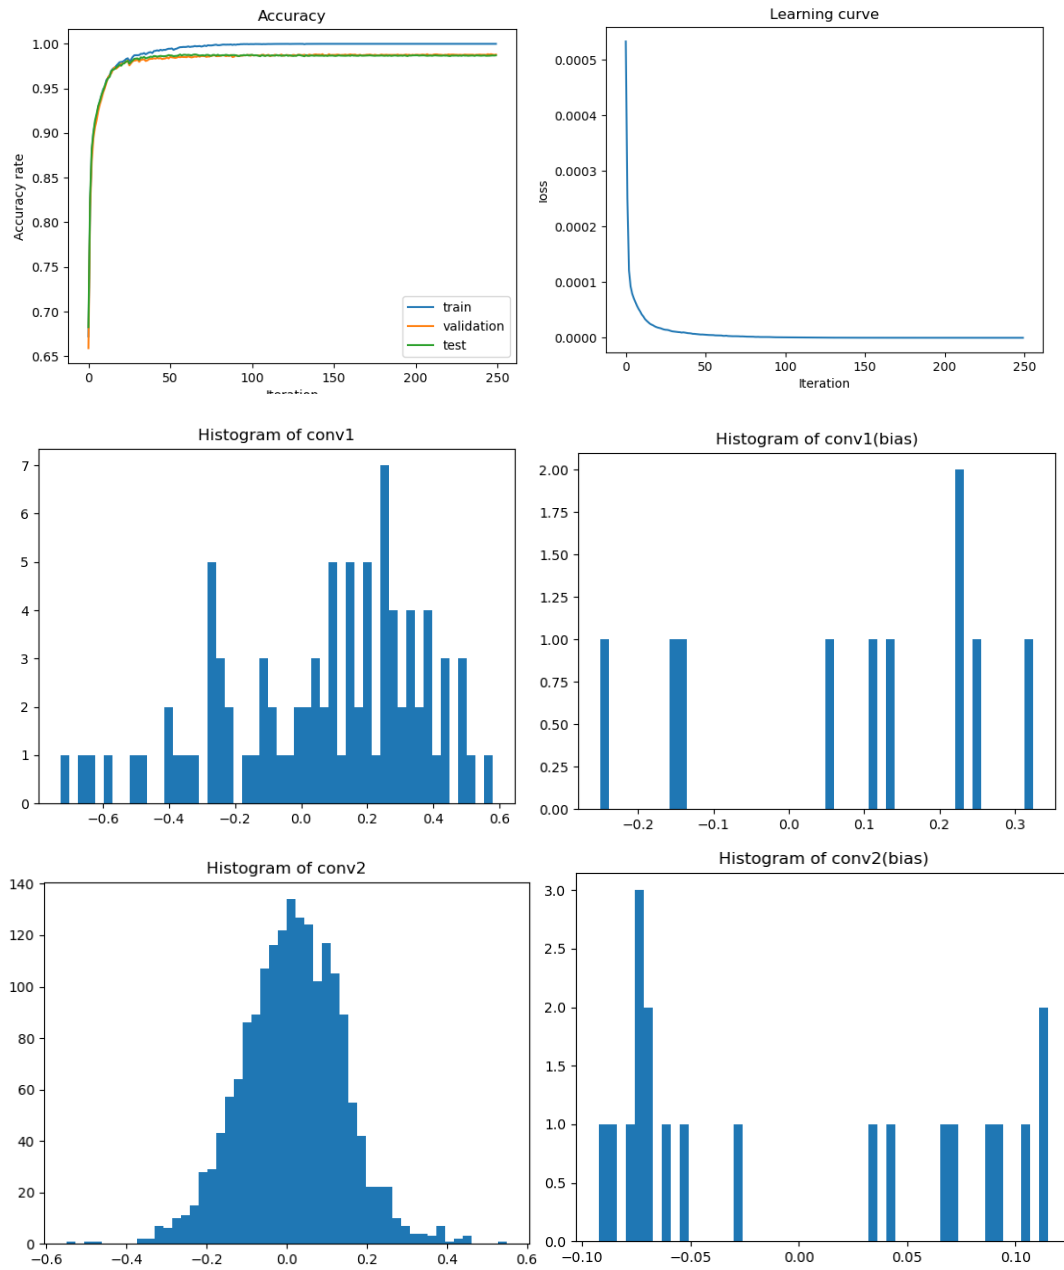 Accuracy
1.00
0.95
0.90
0.85
0.80
0.75
0.70
0.65
Accuracy rate
train
validation
test
0 50 100 150 200 250
Iteration
Learning curve
0.0005
0.0004
0.0003
0.0002
0.0001
0.0000
loss
0 50 100 150 200 250
Iteration
Histogram of conv1
7
6
5
4
3
2
1
0
−0.6 −0.4 −0.2 0.0 0.2 0.4 0.6
Histogram of conv1(bias)
2.00
1.75
1.50
1.25
1.00
0.75
0.50
0.25
0.00
−0.2 −0.1 0.0 0.1 0.2 0.3
Histogram of conv2
140
120
100
80
60
40
20
0
−0.6 −0.4 −0.2 0.0 0.2 0.4 0.6
Histogram of conv2(bias)
3.0
2.5
2.0
1.5
1.0
0.5
0.0
−0.10 −0.05 0.00 0.05 0.10